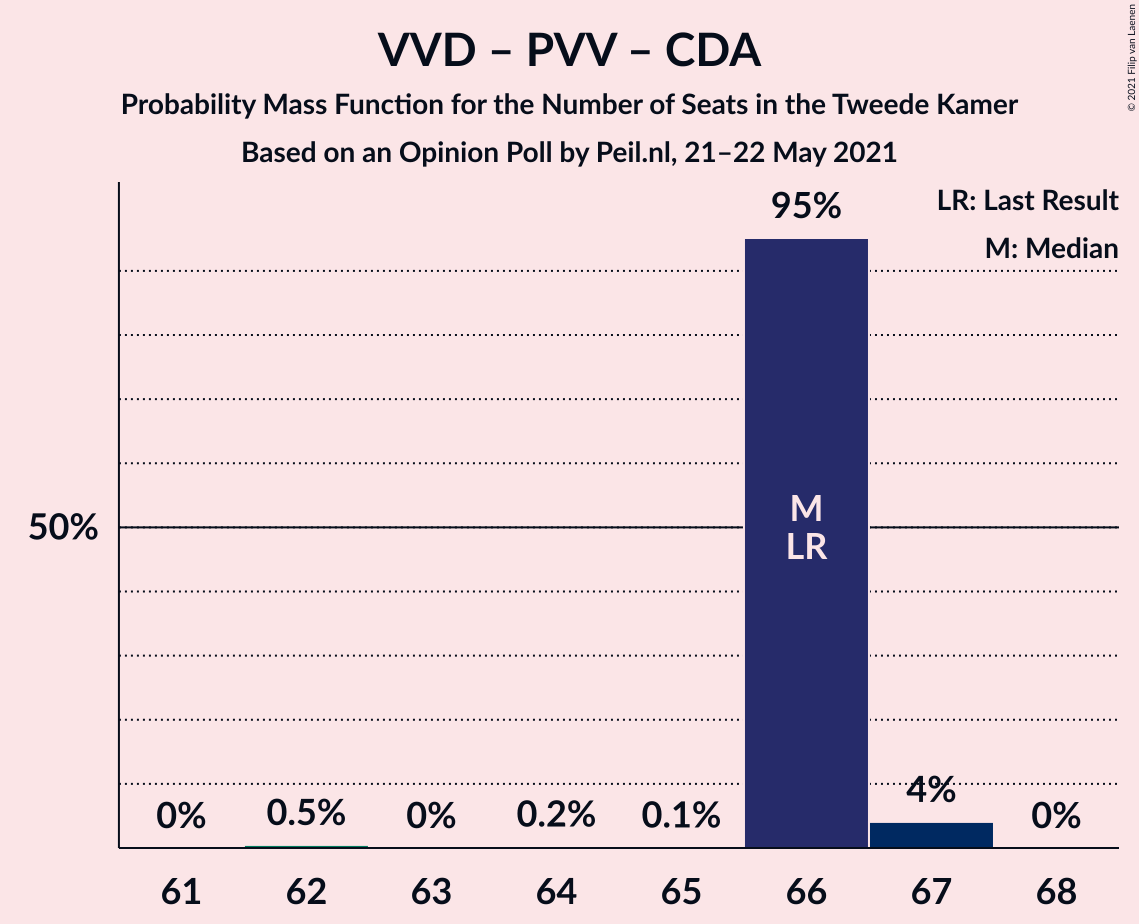 VVD – PVV – CDA
Probability Mass Function for the Number of Seats in the Tweede Kamer
Based on an Opinion Poll by Peil.nl, 21–22 May 2021
© 2021 Filip van Laenen
LR: Last Result
M: Median
95%
50%
M
LR
0%
0.5%
0%
0.2%
0.1%
4%
0%
61
62
63
64
65
66
67
68